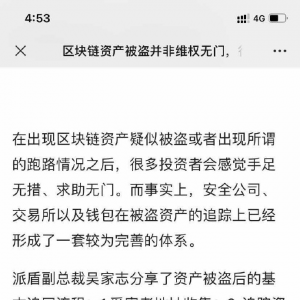 4:53
4G
区块链资产被盗并非维权无门，
在出现区块链资产疑似被盗或者出现所谓
的跑路情况之后，很多投资者会感觉手足
无措、求助无门。而事实上，安全公司、
交易所以及钱包在被盗资产的追踪上已经
形成了一套较为完善的体系。
派盾副总裁吴家志分享了资产被盗后的基